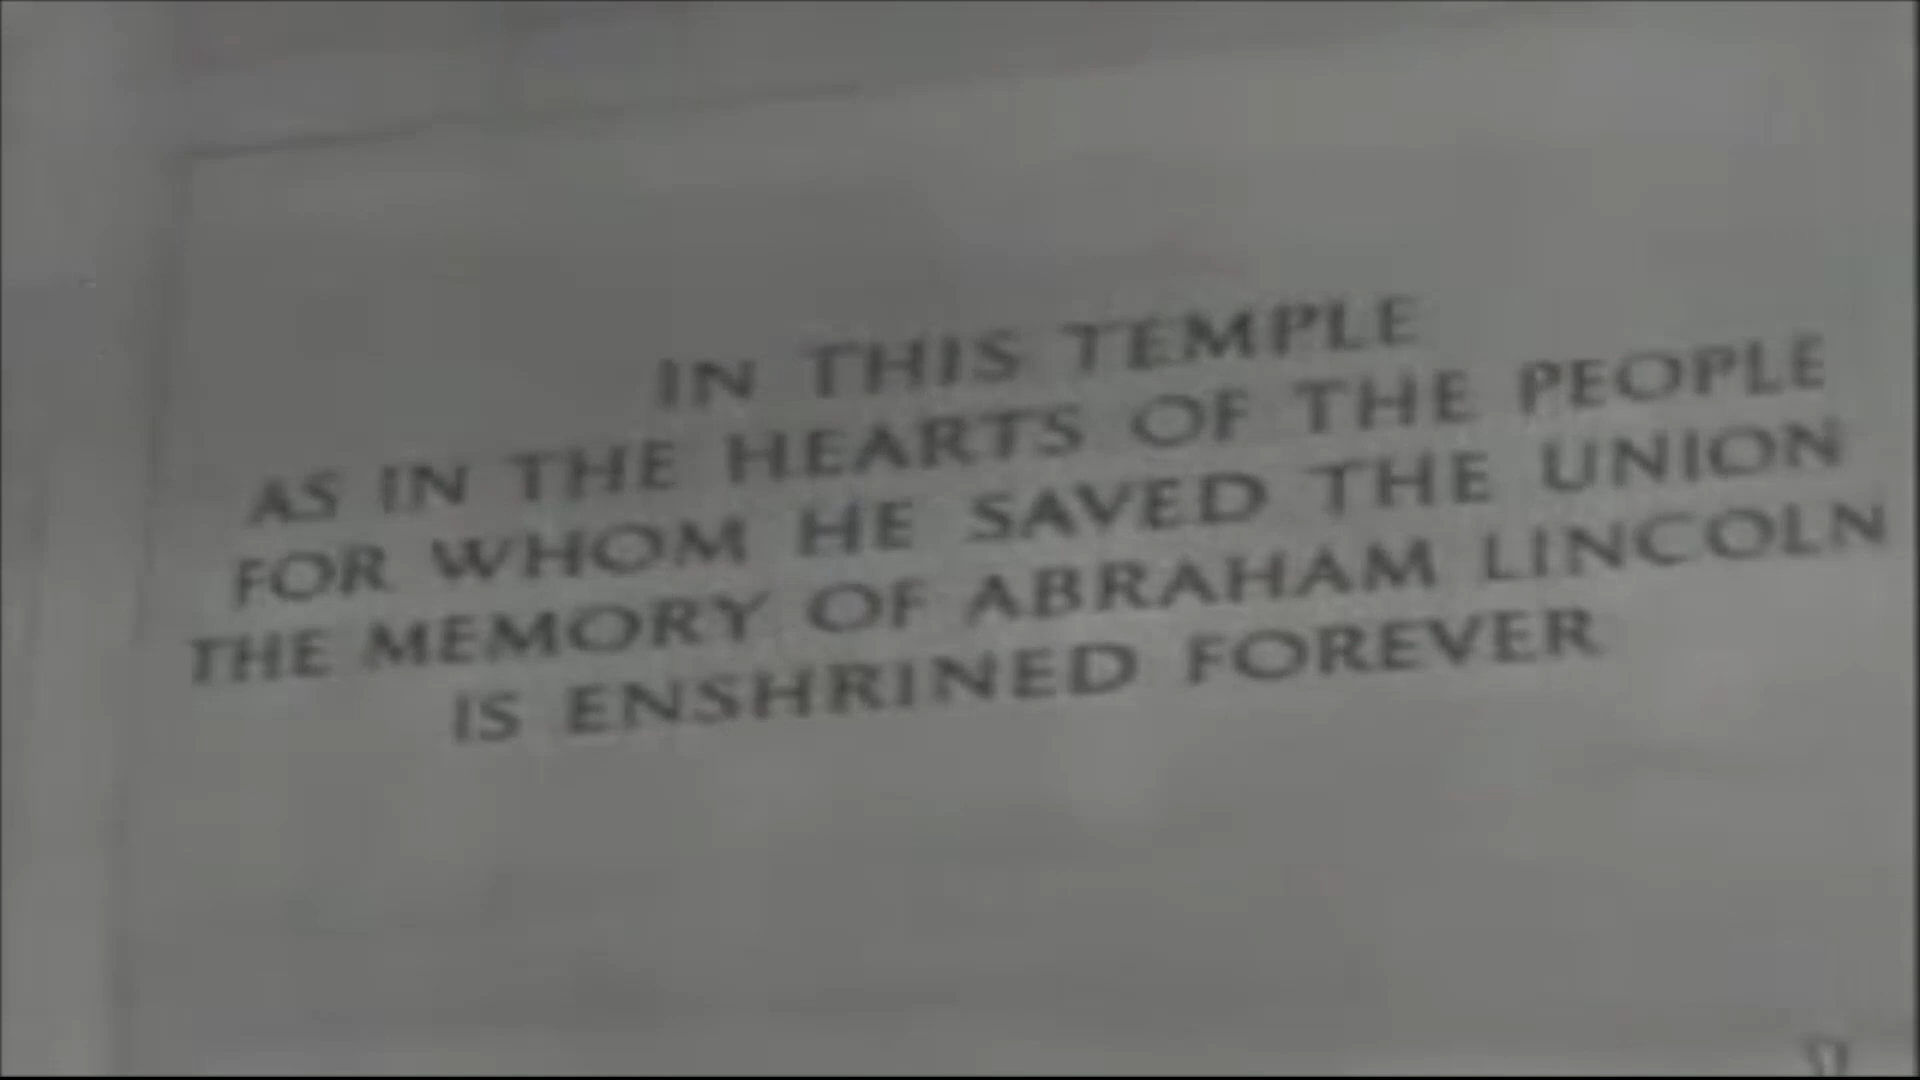 IN THIS TEMPLE
AS IN THE HEARTS OF THE PEOPLE
FOR WHOM HE SAVED THE UNION
THE MEMORY OF ABRAHAM LINCOLN
IS ENSHRINED FOREVER